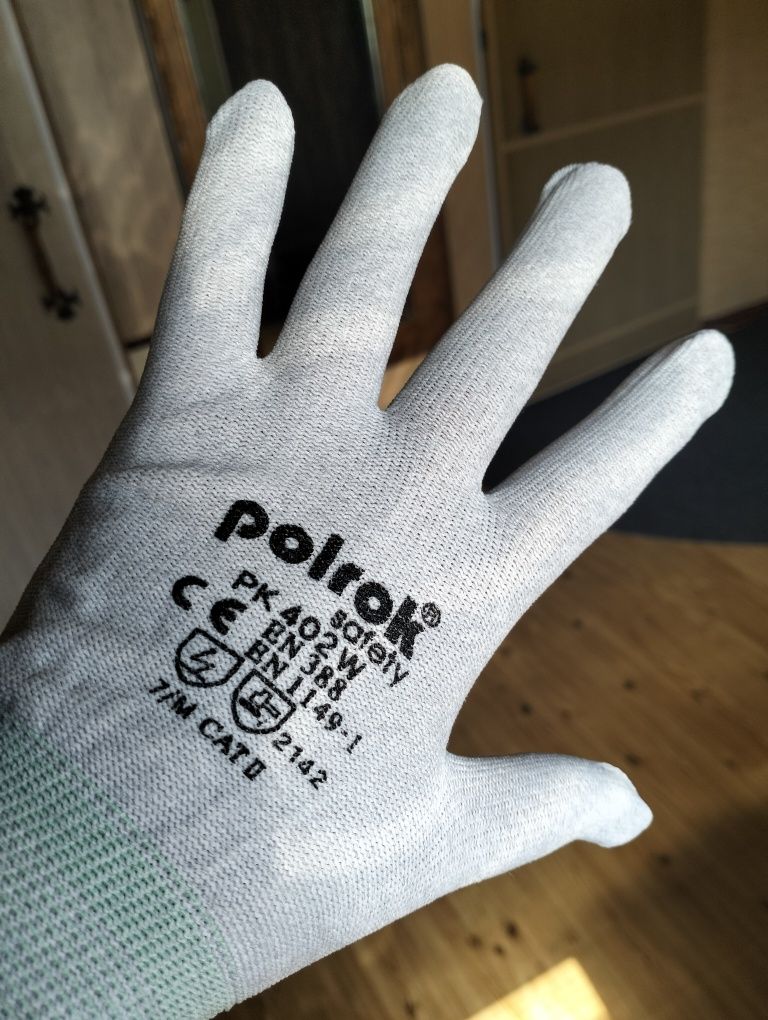 polrok®
safety
PK 402W
CE EN 388
EN 1149-1
2142
7/M CAT II